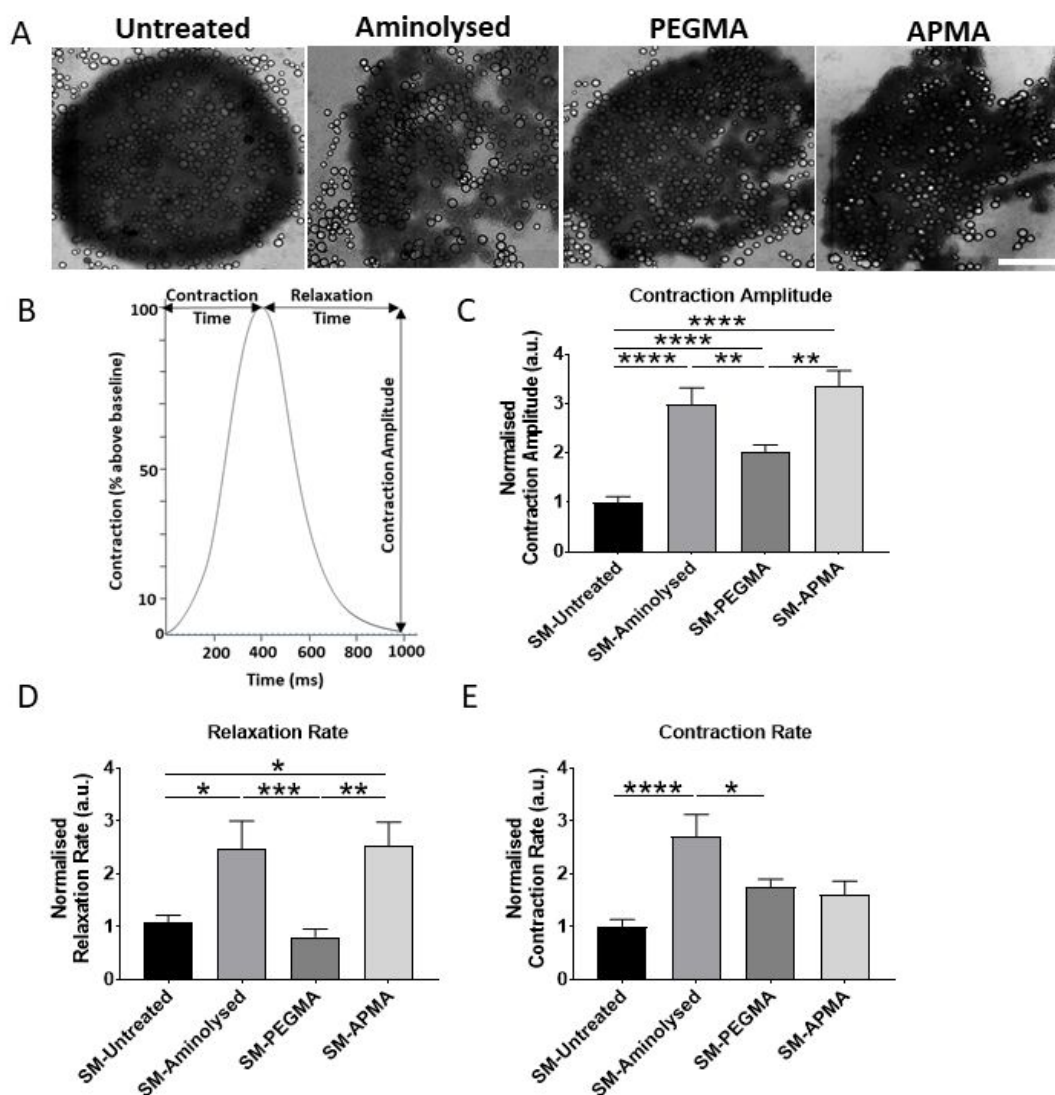 A
Untreated
Aminolysed
PEGMA
APMA
B
Contraction
Time
Relaxation
Time
Contraction (% above baseline)
100
50
10
0
Contraction Amplitude
200
400
600
800
1000
Time (ms)
C
Contraction Amplitude
Normalised
Contraction Amplitude (a.u.)
4
3
2
1
0
****
****
****
**
**
SM-Untreated
SM-Aminolysed
SM-PEGMA
SM-APMA
D
Relaxation Rate
Normalised
Relaxation Rate (a.u.)
4
3
2
1
0
*
*
***
**
SM-Untreated
SM-Aminolysed
SM-PEGMA
SM-APMA
E
Contraction Rate
Normalised
Contraction Rate (a.u.)
4
3
2
1
0
****
*
SM-Untreated
SM-Aminolysed
SM-PEGMA
SM-APMA